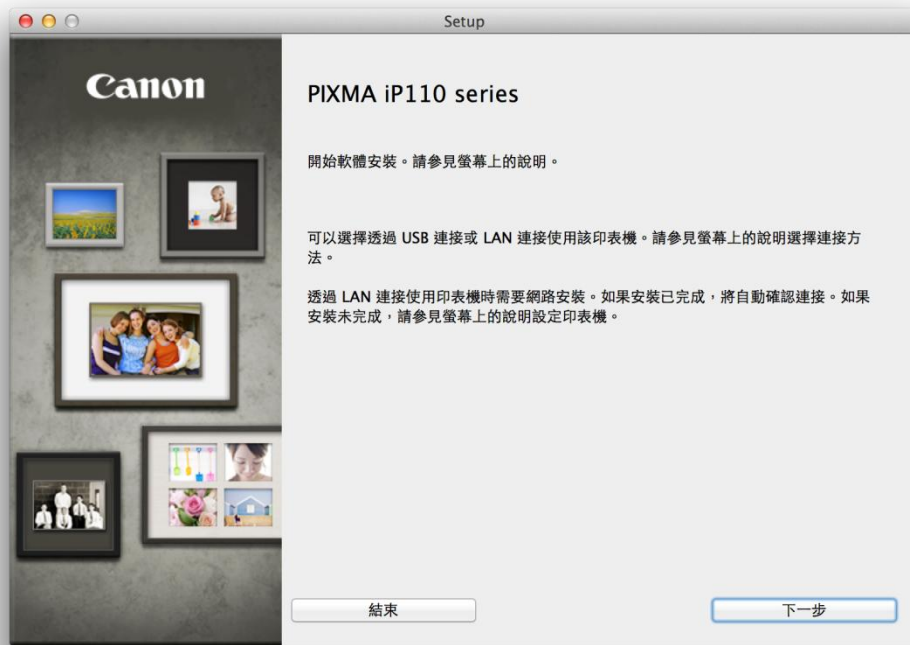 Setup
Canon
PIXMA iP110 series
開始軟體安裝。請參見螢幕上的說明。
可以選擇透過 USB 連接或 LAN 連接使用該印表機。請參見螢幕上的說明選擇連接方
法。
透過 LAN 連接使用印表機時需要網路安裝。如果安裝已完成，將自動確認連接。如果
安裝未完成，請參見螢幕上的說明設定印表機。
結束
下一步